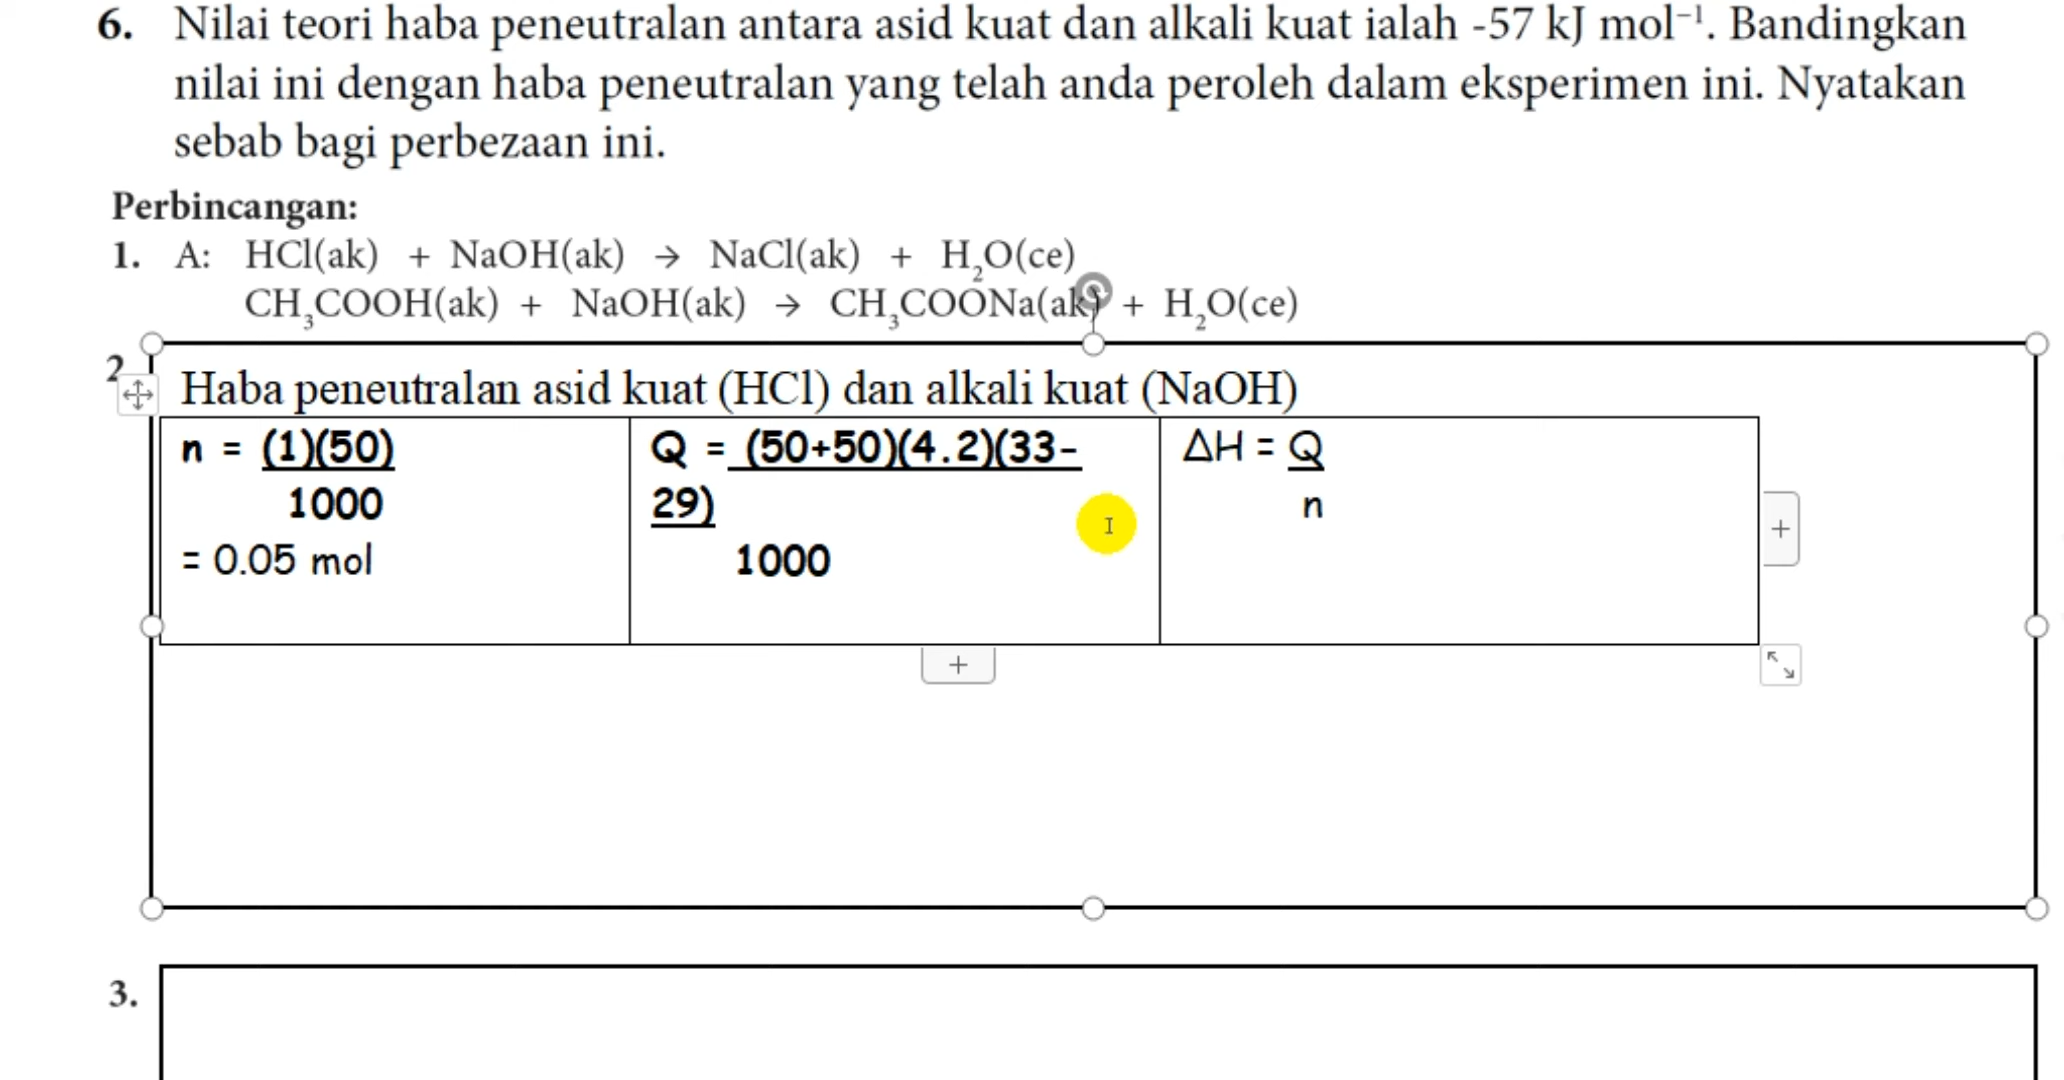 6. Nilai teori haba peneutralan antara asid kuat dan alkali kuat ialah -57 kJ mol⁻¹. Bandingkan
nilai ini dengan haba peneutralan yang telah anda peroleh dalam eksperimen ini. Nyatakan
sebab bagi perbezaan ini.
Perbincangan:
1. A: HCl(ak) + NaOH(ak) → NaCl(ak) + H₂O(ce)
CH₃COOH(ak) + NaOH(ak) → CH₃COONa(ak) + H₂O(ce)
2
Haba peneutralan asid kuat (HCl) dan alkali kuat (NaOH)
n = (1)(50)
1000
= 0.05 mol
Q = (50+50)(4.2)(33-
29)
1000
ΔH = Q
n
3.